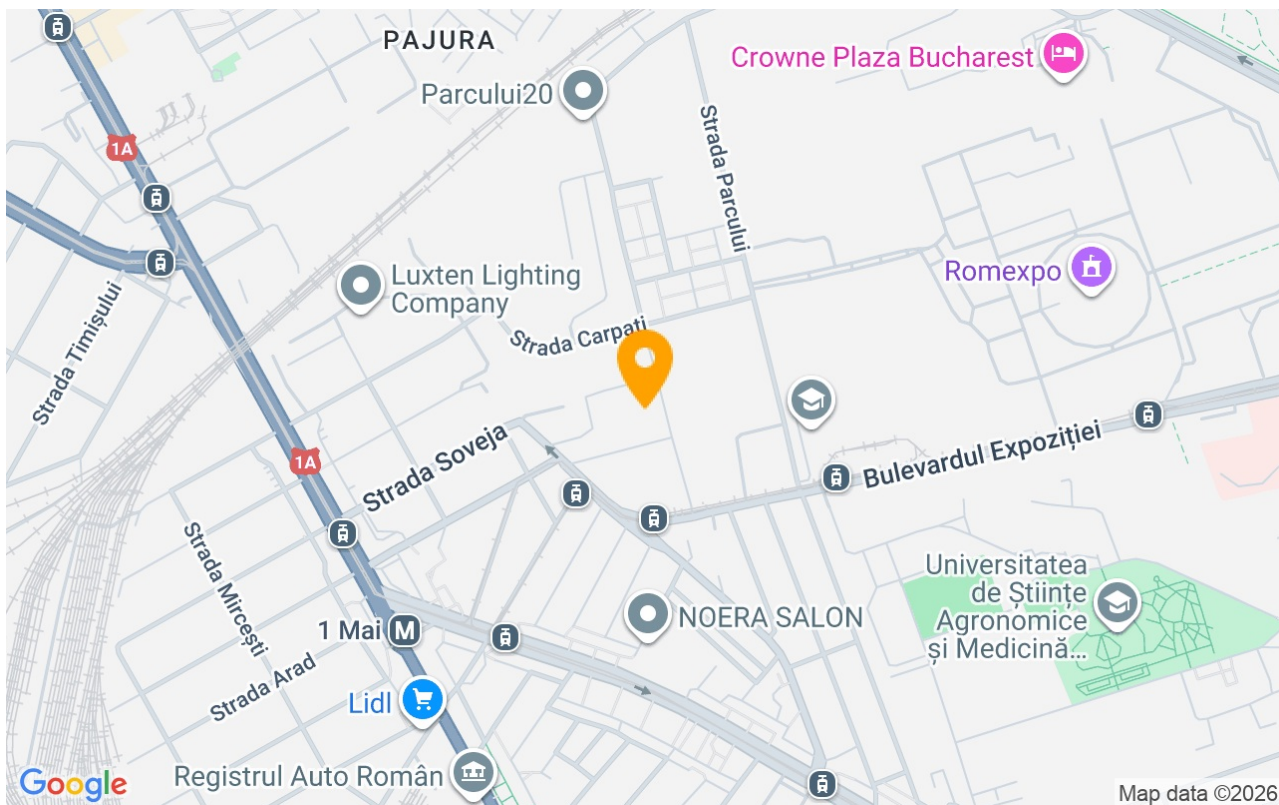 PAJURA
Crowne Plaza Bucharest
Parcului20
1A
Strada Parcului
Luxten Lighting
Company
Romexpo
Strada Timișului
Strada Carpați
Strada Soveja
1A
Bulevardul Expoziției
Strada Mircești
Universitatea
de Științe
Agronomice
și Medicină...
NOERA SALON
1 Mai M
Strada Arad
Lidl
Registrul Auto Român
Google
Map data ©2026